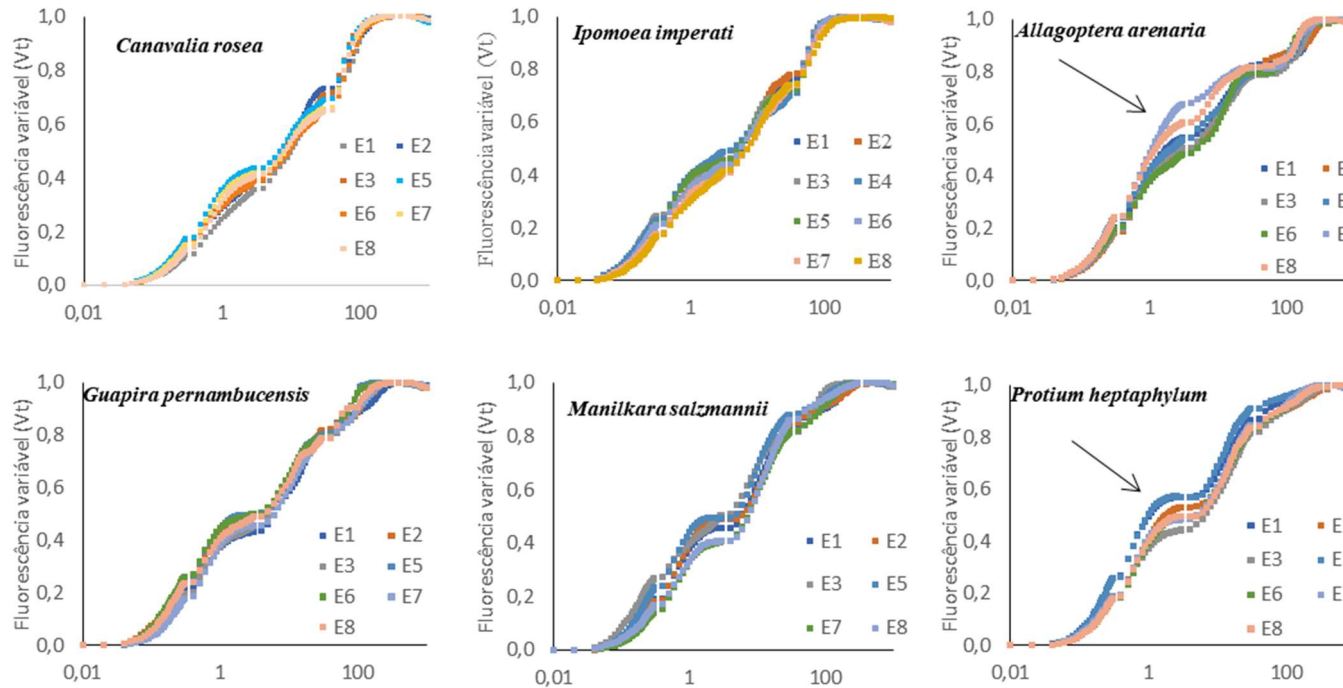 Canavalia rosea
Fluorescência variável (Vt)
1,0
0,8
0,6
0,4
0,2
0,0
0,01
1
100
E1
E2
E3
E5
E6
E7
E8
Ipomoea imperati
Fluorescência variável (Vt)
1,0
0,8
0,6
0,4
0,2
0,0
0,01
1
100
E1
E2
E3
E4
E5
E6
E7
E8
Allagoptera arenaria
Fluorescência variável (Vt)
1,0
0,8
0,6
0,4
0,2
0,0
0,01
1
100
E1
E3
E6
E8
Guapira pernambucensis
Fluorescência variável (Vt)
1,0
0,8
0,6
0,4
0,2
0,0
0,01
1
100
E1
E2
E3
E5
E6
E7
E8
Manilkara salzmannii
Fluorescência variável (Vt)
1,0
0,8
0,6
0,4
0,2
0,0
0,01
1
100
E1
E2
E3
E5
E7
E8
Protium heptaphylum
Fluorescência variável (Vt)
1,0
0,8
0,6
0,4
0,2
0,0
0,01
1
100
E1
E3
E6
E8